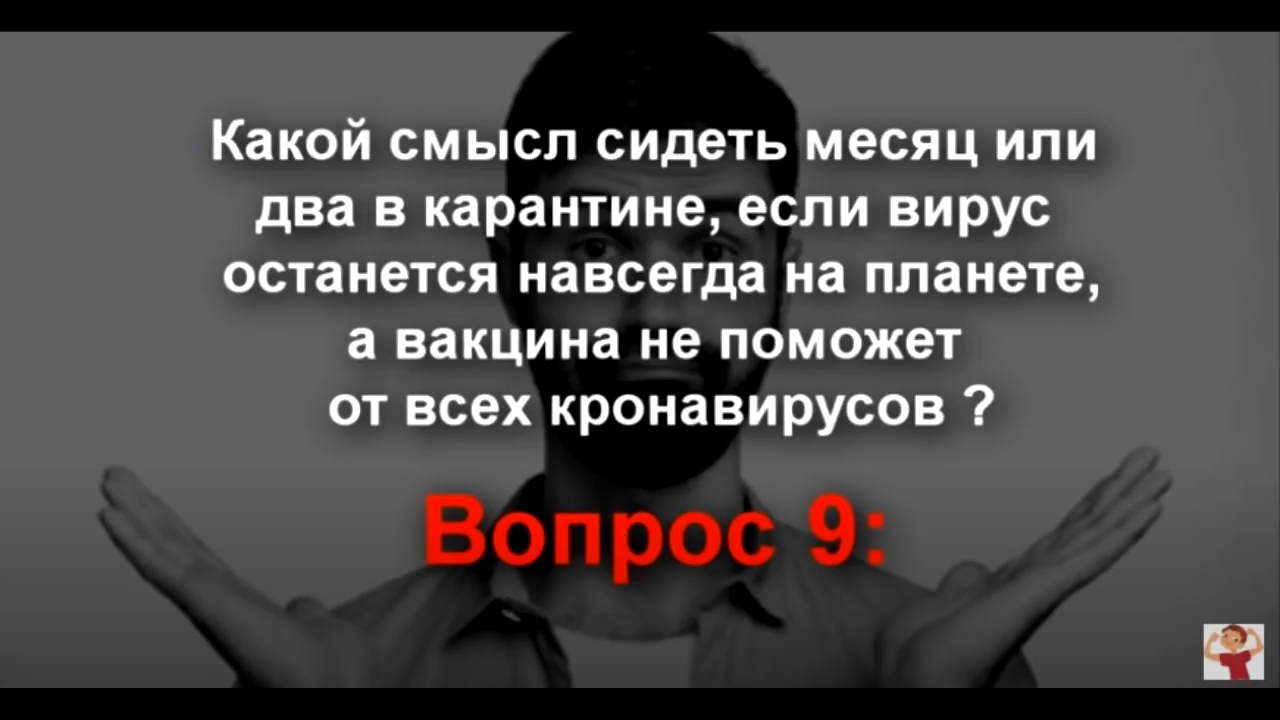 Какой смысл сидеть месяц или
два в карантине, если вирус
останется навсегда на планете,
а вакцина не поможет
от всех кронавирусов ?
Вопрос 9: